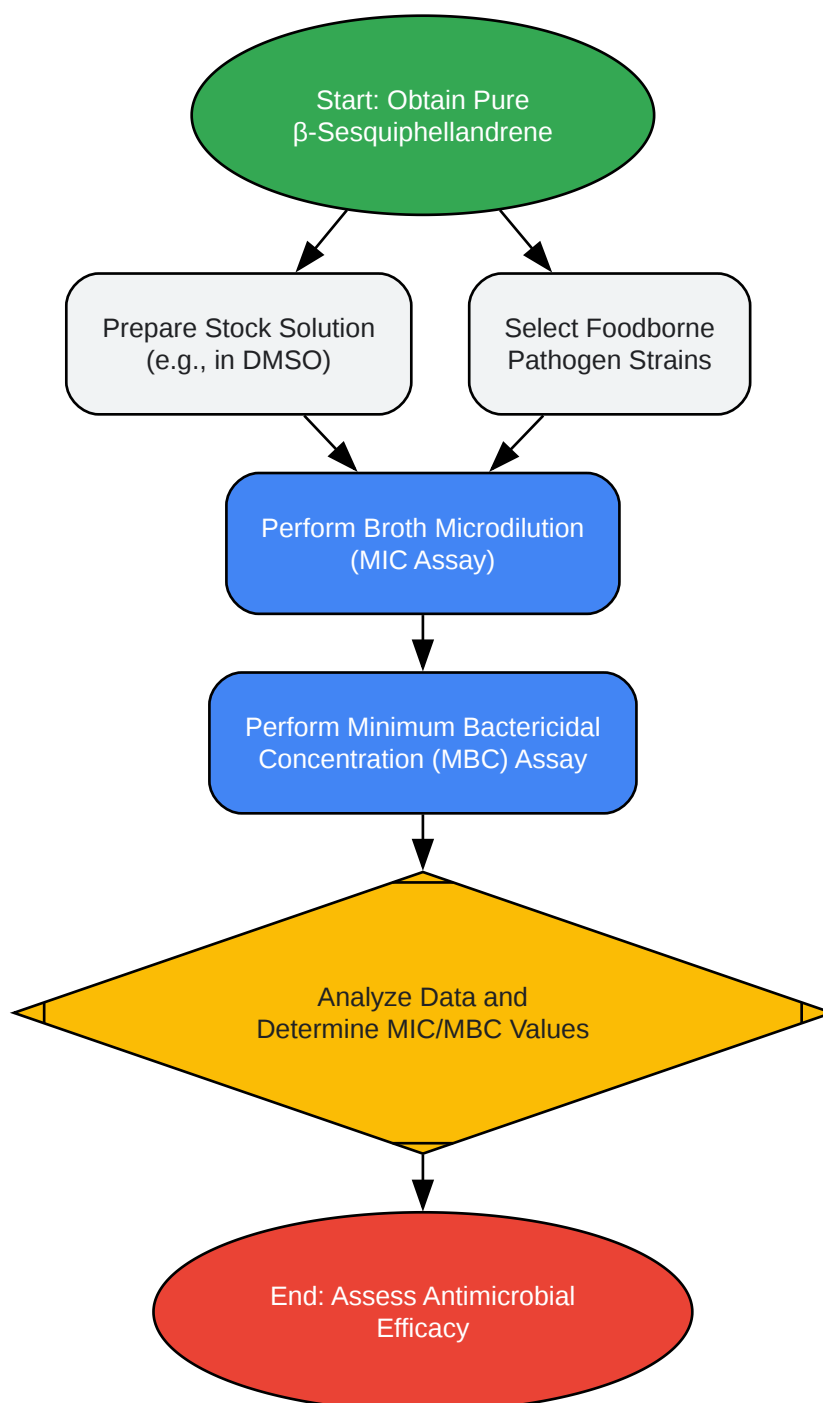 Start: Obtain Pure
β-Sesquiphellandrene
Prepare Stock Solution
(e.g., in DMSO)
Select Foodborne
Pathogen Strains
Perform Broth Microdilution
(MIC Assay)
Perform Minimum Bactericidal
Concentration (MBC) Assay
Analyze Data and
Determine MIC/MBC Values
End: Assess Antimicrobial
Efficacy